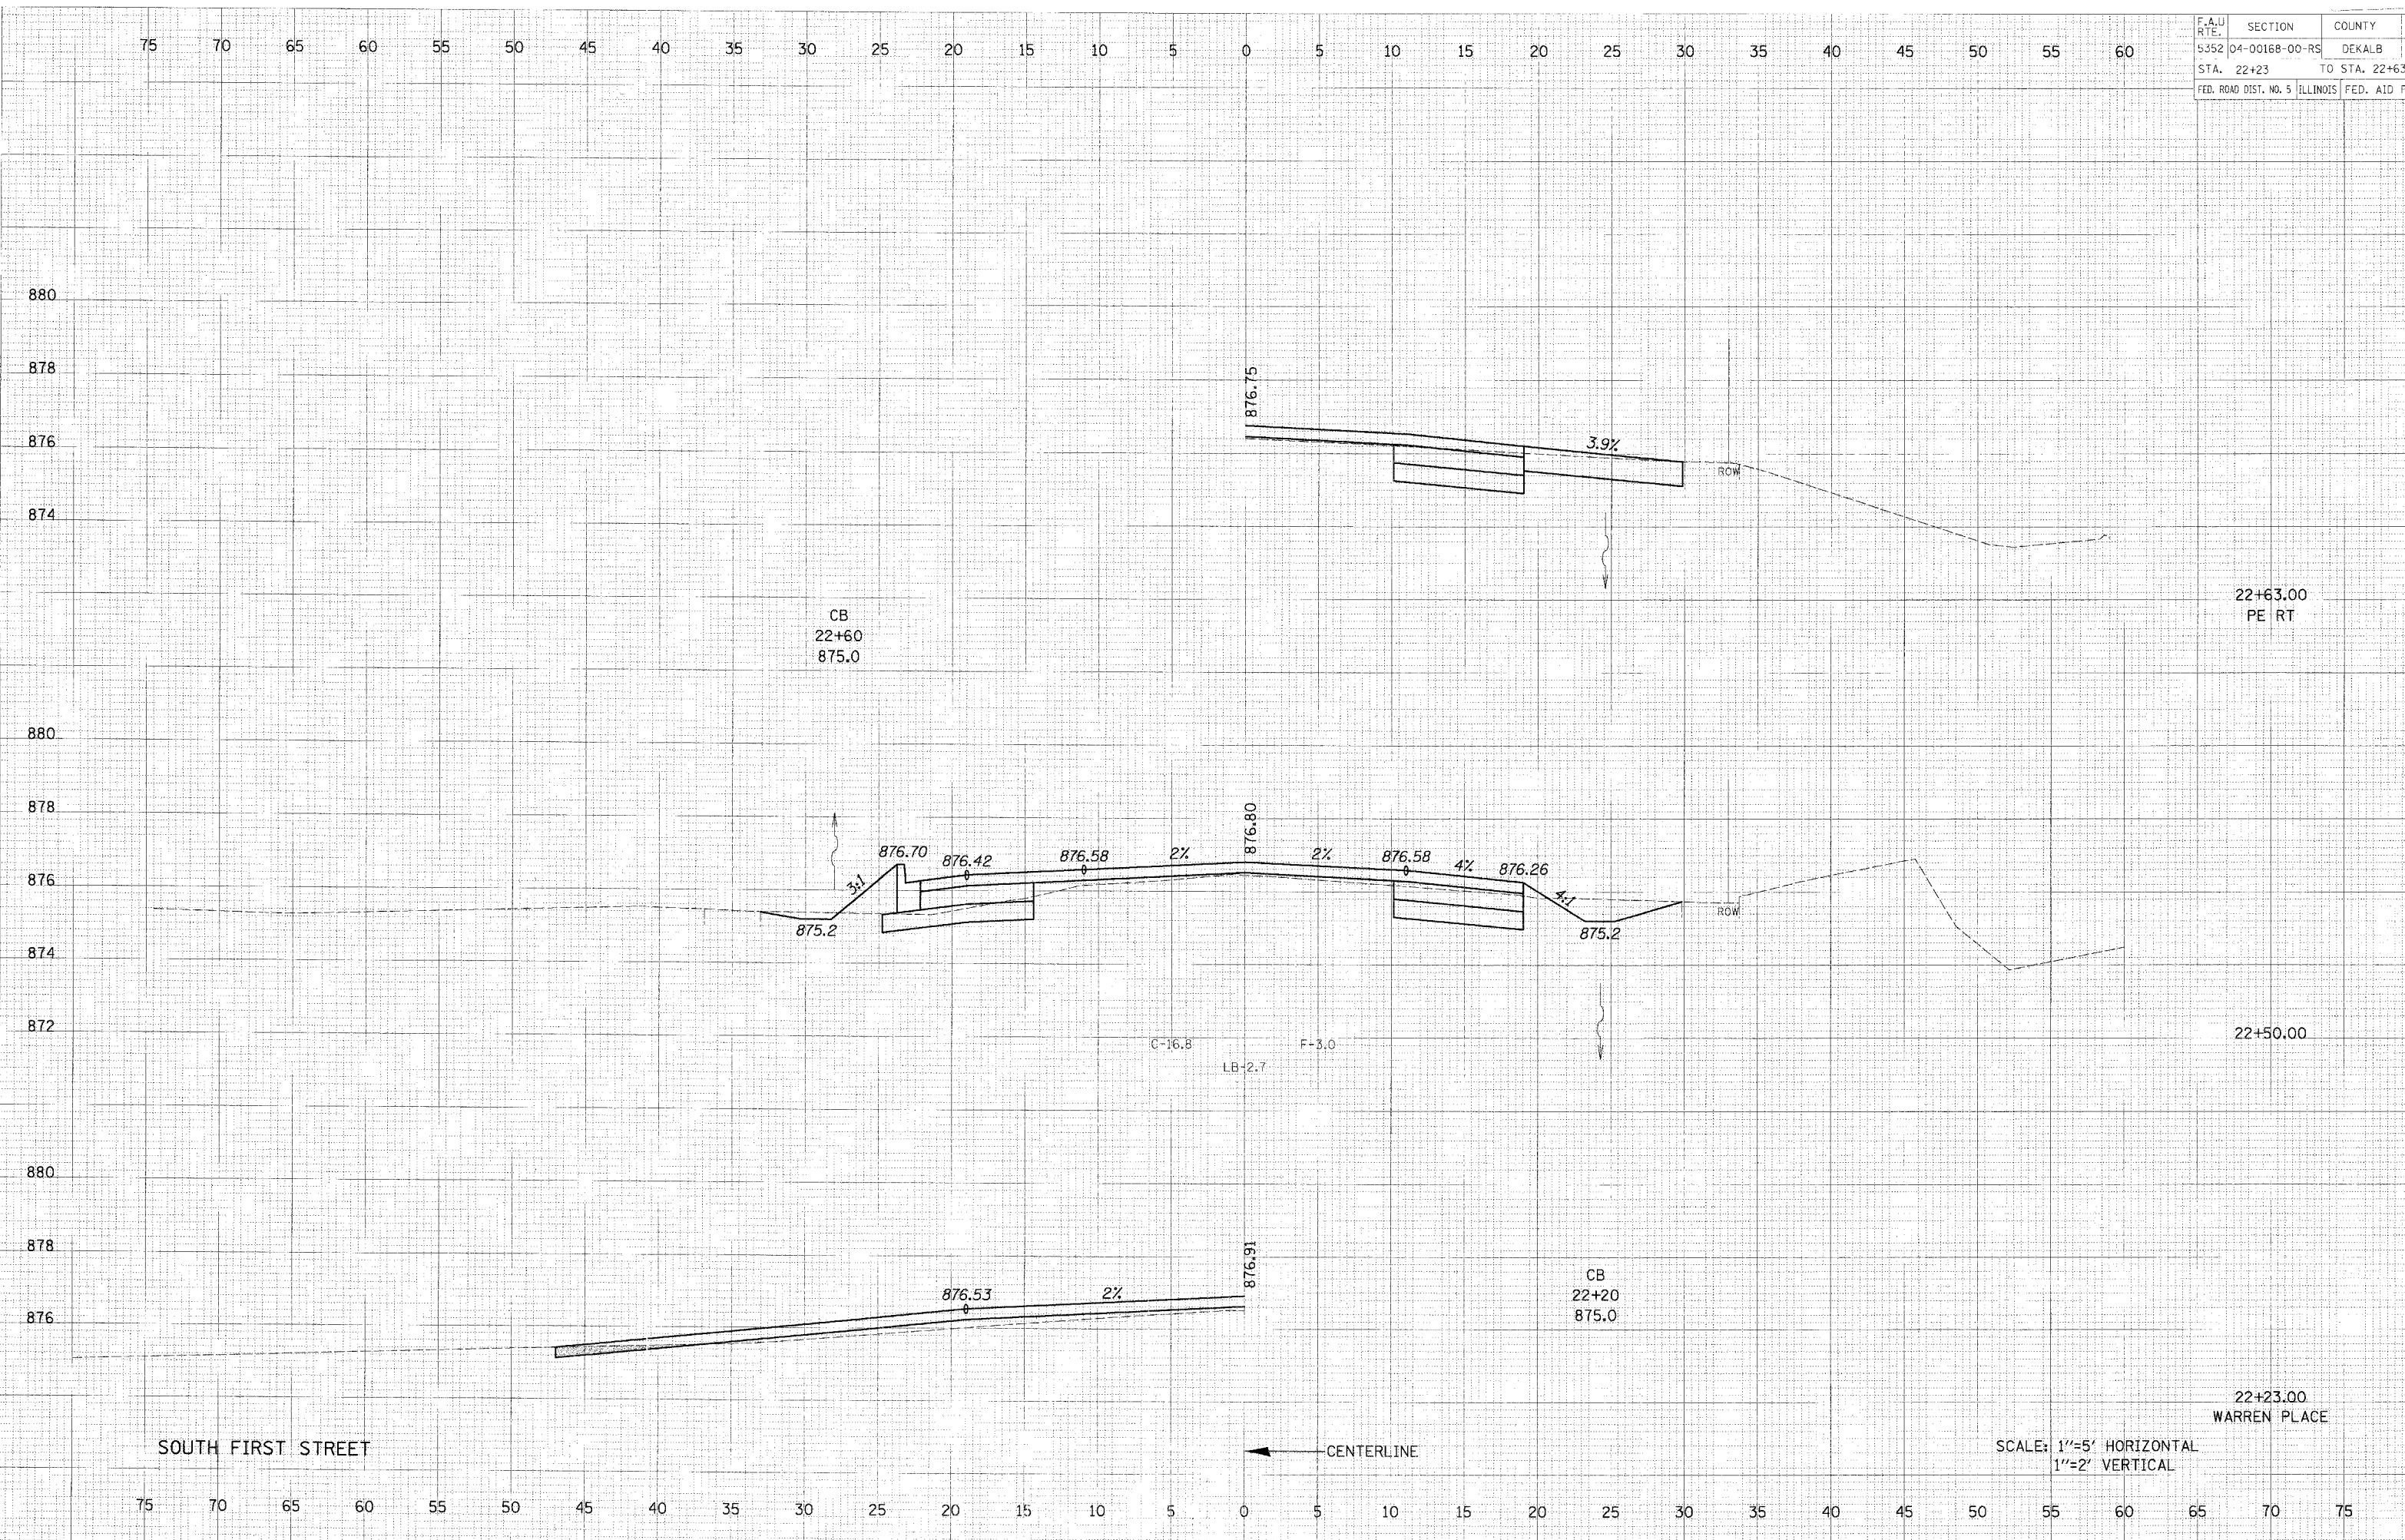 F.A.U RTE. SECTION COUNTY
5352 04-00168-00-RS DEKALB
STA. 22+23 TO STA. 22+63
FED. ROAD DIST. NO. 5 ILLINOIS FED. AID
75 70 65 60 55 50 45 40 35 30 25 20 15 10 5 0 5 10 15 20 25 30 35 40 45 50 55 60
880
878
876.75
876
3.9%
ROW
874
22+63.00
PE RT
CB
22+60
875.0
880
878
876.80
876.70 876.42 876.58 2% 2% 876.58 4% 876.26
876
3:1 4:1
ROW
875.2 875.2
874
872
22+50.00
C-16.8 F-3.0
LB-2.7
880
878
876.91
876.53 2%
CB
22+20
875.0
876
22+23.00
WARREN PLACE
SOUTH FIRST STREET
CENTERLINE
SCALE: 1"=5' HORIZONTAL
1"=2' VERTICAL
75 70 65 60 55 50 45 40 35 30 25 20 15 10 5 0 5 10 15 20 25 30 35 40 45 50 55 60 65 70 75